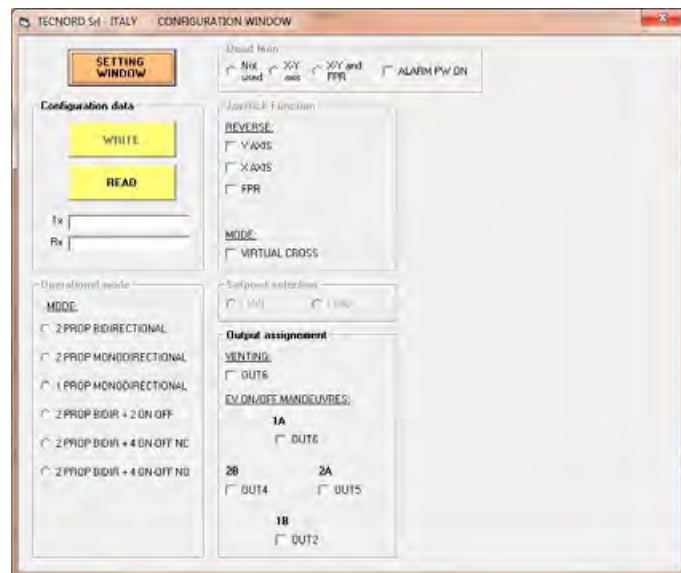 TECNORD Srl - ITALY CONFIGURATION WINDOW
SETTING WINDOW
Dead Man
Not used
X-Y axis
X-Y and FPR
ALARM PW ON
Configuration data
WRITE
READ
Tx
Rx
Joystick Function
REVERSE:
Y AXIS
X AXIS
FPR
MODE:
VIRTUAL CROSS
Operational mode
MODE:
2 PROP BIDIRECTIONAL
2 PROP MONODIRECTIONAL
1 PROP MONODIRECTIONAL
2 PROP BIDIR + 2 ON OFF
2 PROP BIDIR + 4 ON-OFF NC
2 PROP BIDIR + 4 ON-OFF NO
Setpoint selection
Output assignement
VENTING:
OUT6
EV ON/OFF MANOEUVRES:
1A
OUT6
2B
2A
OUT4
OUT5
1B
OUT2